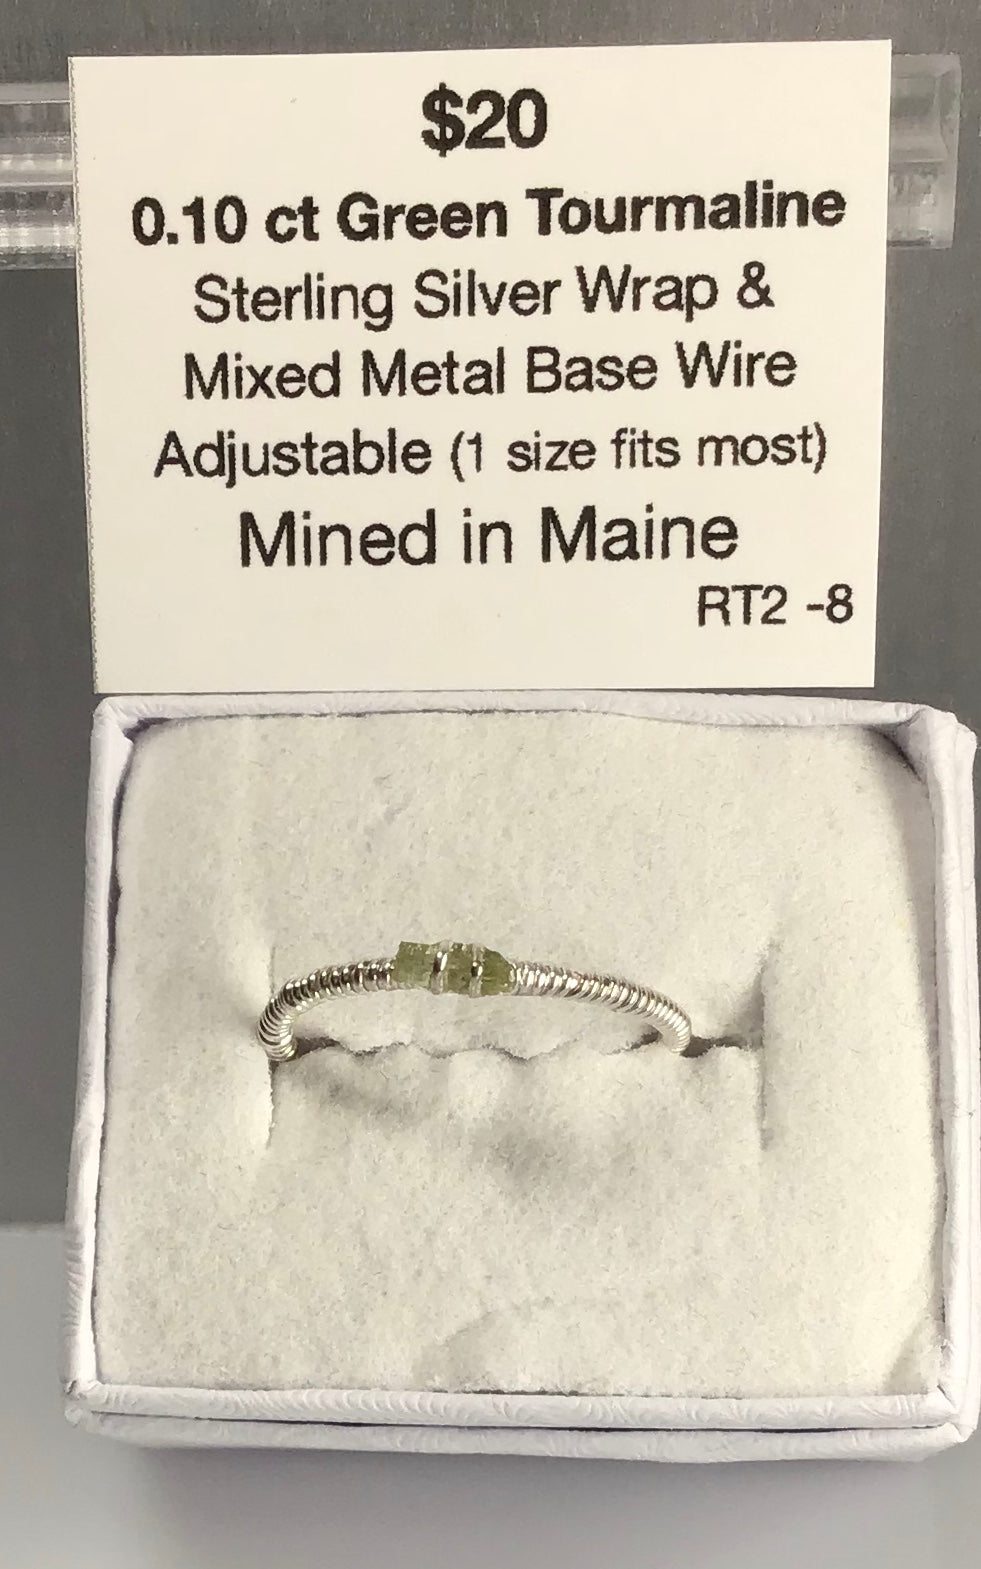 $20
0.10 ct Green Tourmaline
Sterling Silver Wrap &
Mixed Metal Base Wire
Adjustable (1 size fits most)
Mined in Maine
RT2 -8